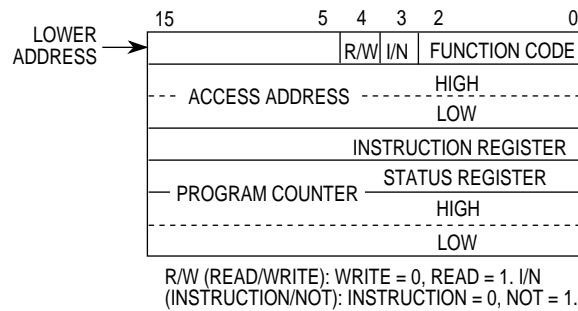 15 5 4 3 2 0
LOWER
ADDRESS
R/W I/N FUNCTION CODE
HIGH
ACCESS ADDRESS
LOW
INSTRUCTION REGISTER
STATUS REGISTER
PROGRAM COUNTER
HIGH
LOW
R/W (READ/WRITE): WRITE = 0, READ = 1. I/N
(INSTRUCTION/NOT): INSTRUCTION = 0, NOT = 1.